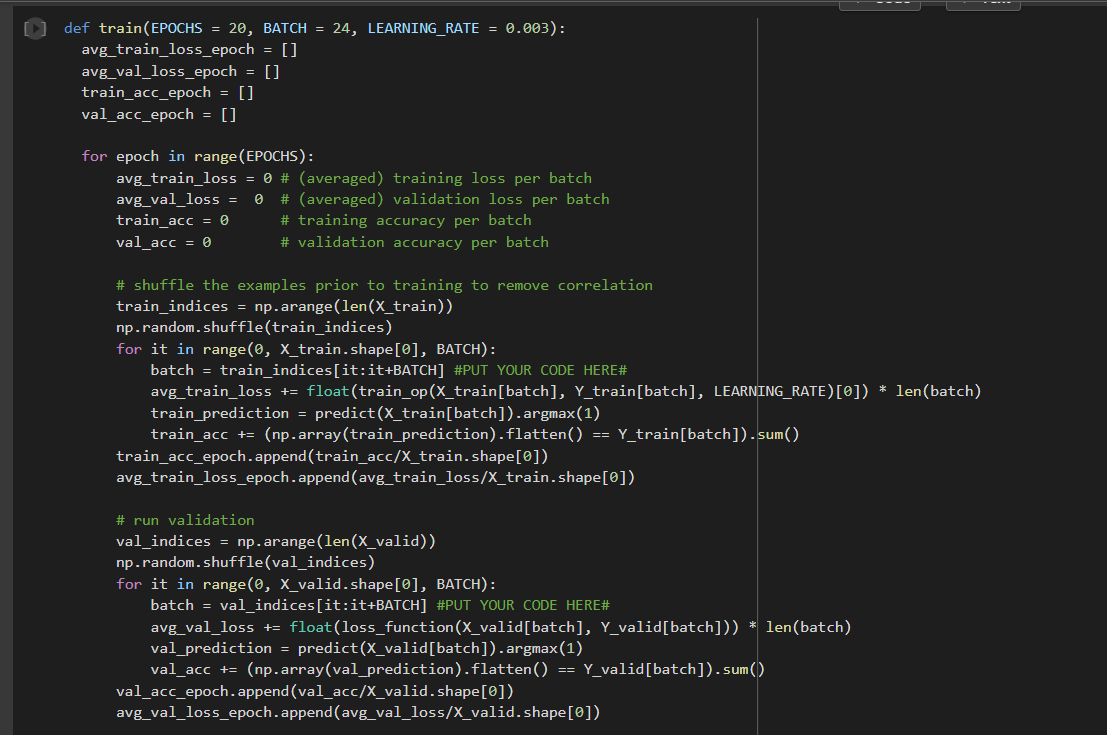 def train(EPOCHS = 20, BATCH = 24, LEARNING_RATE = 0.003):
  avg_train_loss_epoch = []
  avg_val_loss_epoch = []
  train_acc_epoch = []
  val_acc_epoch = []

  for epoch in range(EPOCHS):
      avg_train_loss = 0 # (averaged) training loss per batch
      avg_val_loss =  0  # (averaged) validation loss per batch
      train_acc = 0      # training accuracy per batch
      val_acc = 0        # validation accuracy per batch

      # shuffle the examples prior to training to remove correlation
      train_indices = np.arange(len(X_train))
      np.random.shuffle(train_indices)
      for it in range(0, X_train.shape[0], BATCH):
          batch = train_indices[it:it+BATCH] #PUT YOUR CODE HERE#
          avg_train_loss += float(train_op(X_train[batch], Y_train[batch], LEARNING_RATE)[0]) * len(batch)
          train_prediction = predict(X_train[batch]).argmax(1)
          train_acc += (np.array(train_prediction).flatten() == Y_train[batch]).sum()
      train_acc_epoch.append(train_acc/X_train.shape[0])
      avg_train_loss_epoch.append(avg_train_loss/X_train.shape[0])

      # run validation
      val_indices = np.arange(len(X_valid))
      np.random.shuffle(val_indices)
      for it in range(0, X_valid.shape[0], BATCH):
          batch = val_indices[it:it+BATCH] #PUT YOUR CODE HERE#
          avg_val_loss += float(loss_function(X_valid[batch], Y_valid[batch])) * len(batch)
          val_prediction = predict(X_valid[batch]).argmax(1)
          val_acc += (np.array(val_prediction).flatten() == Y_valid[batch]).sum()
      val_acc_epoch.append(val_acc/X_valid.shape[0])
      avg_val_loss_epoch.append(avg_val_loss/X_valid.shape[0])